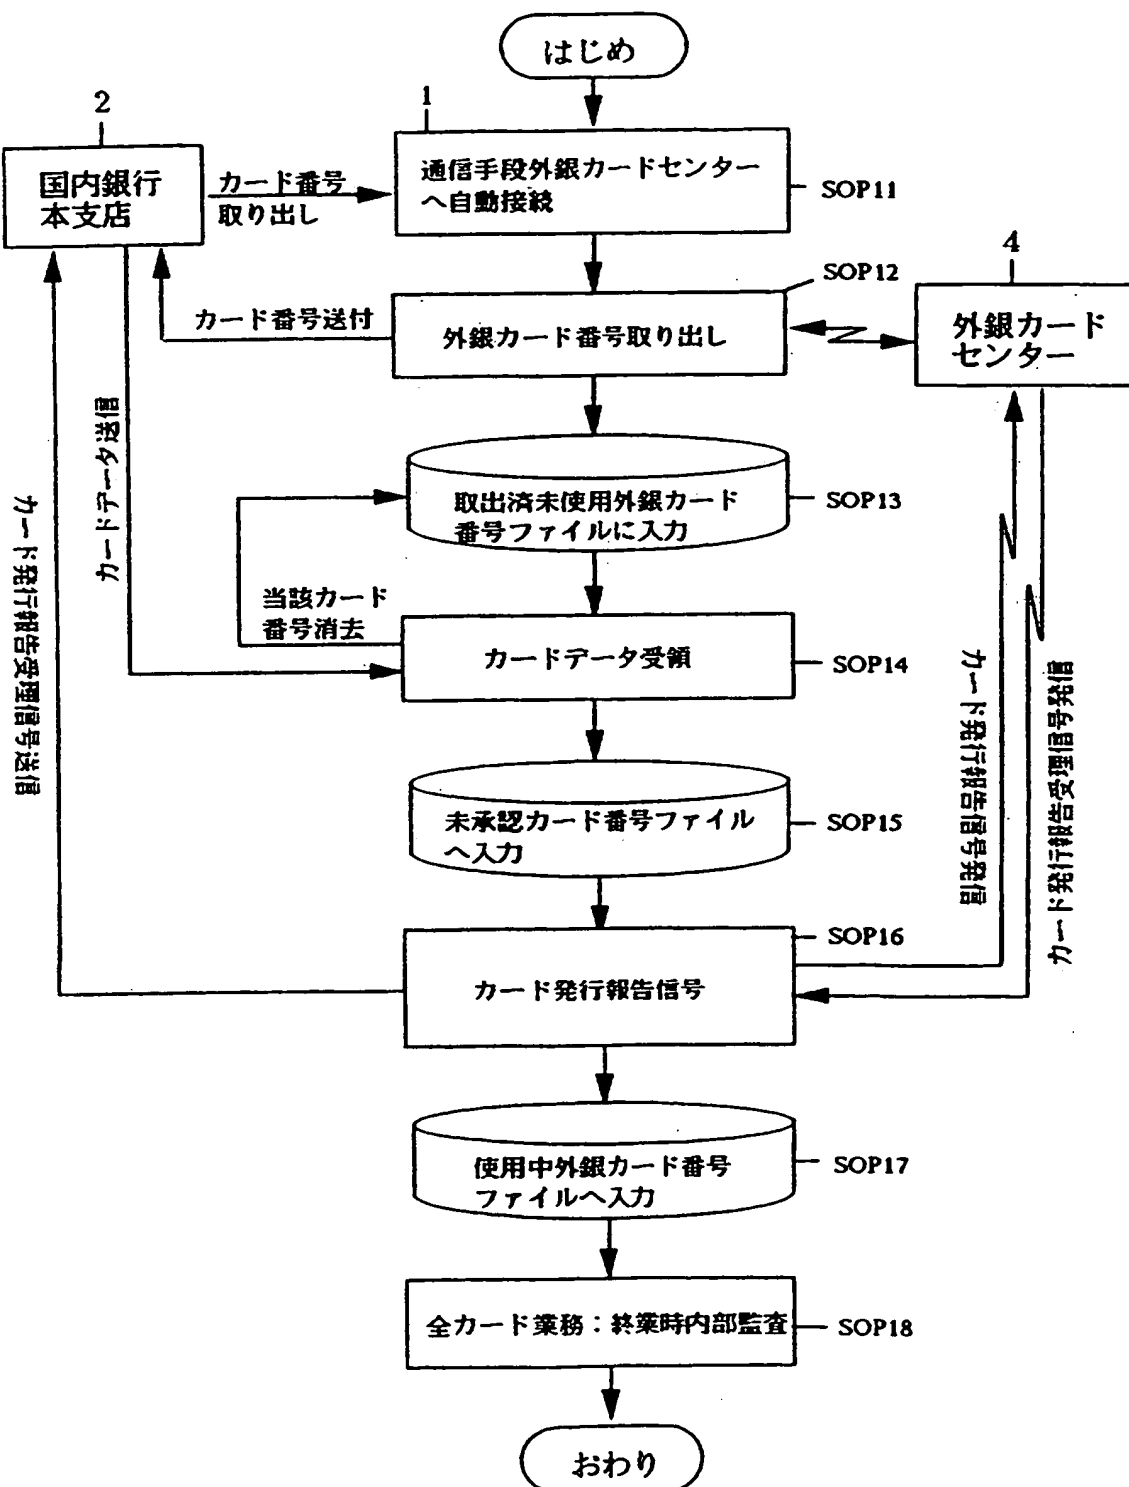 はじめ
2
1
国内銀行
本支店
カード番号
取り出し
通信手段外銀カードセンター
へ自動接続
SOP11
4
SOP12
カード番号送付
外銀カード番号取り出し
外銀カード
センター
カードデータ送信
カード発行報告受理信号送信
取出済未使用外銀カード
番号ファイルに入力
SOP13
当該カード
番号消去
カードデータ受領
SOP14
カード発行報告信号発信
カード発行報告受理信号発信
未承認カード番号ファイル
へ入力
SOP15
SOP16
カード発行報告信号
使用中外銀カード番号
ファイルへ入力
SOP17
全カード業務：終業時内部監査
SOP18
おわり